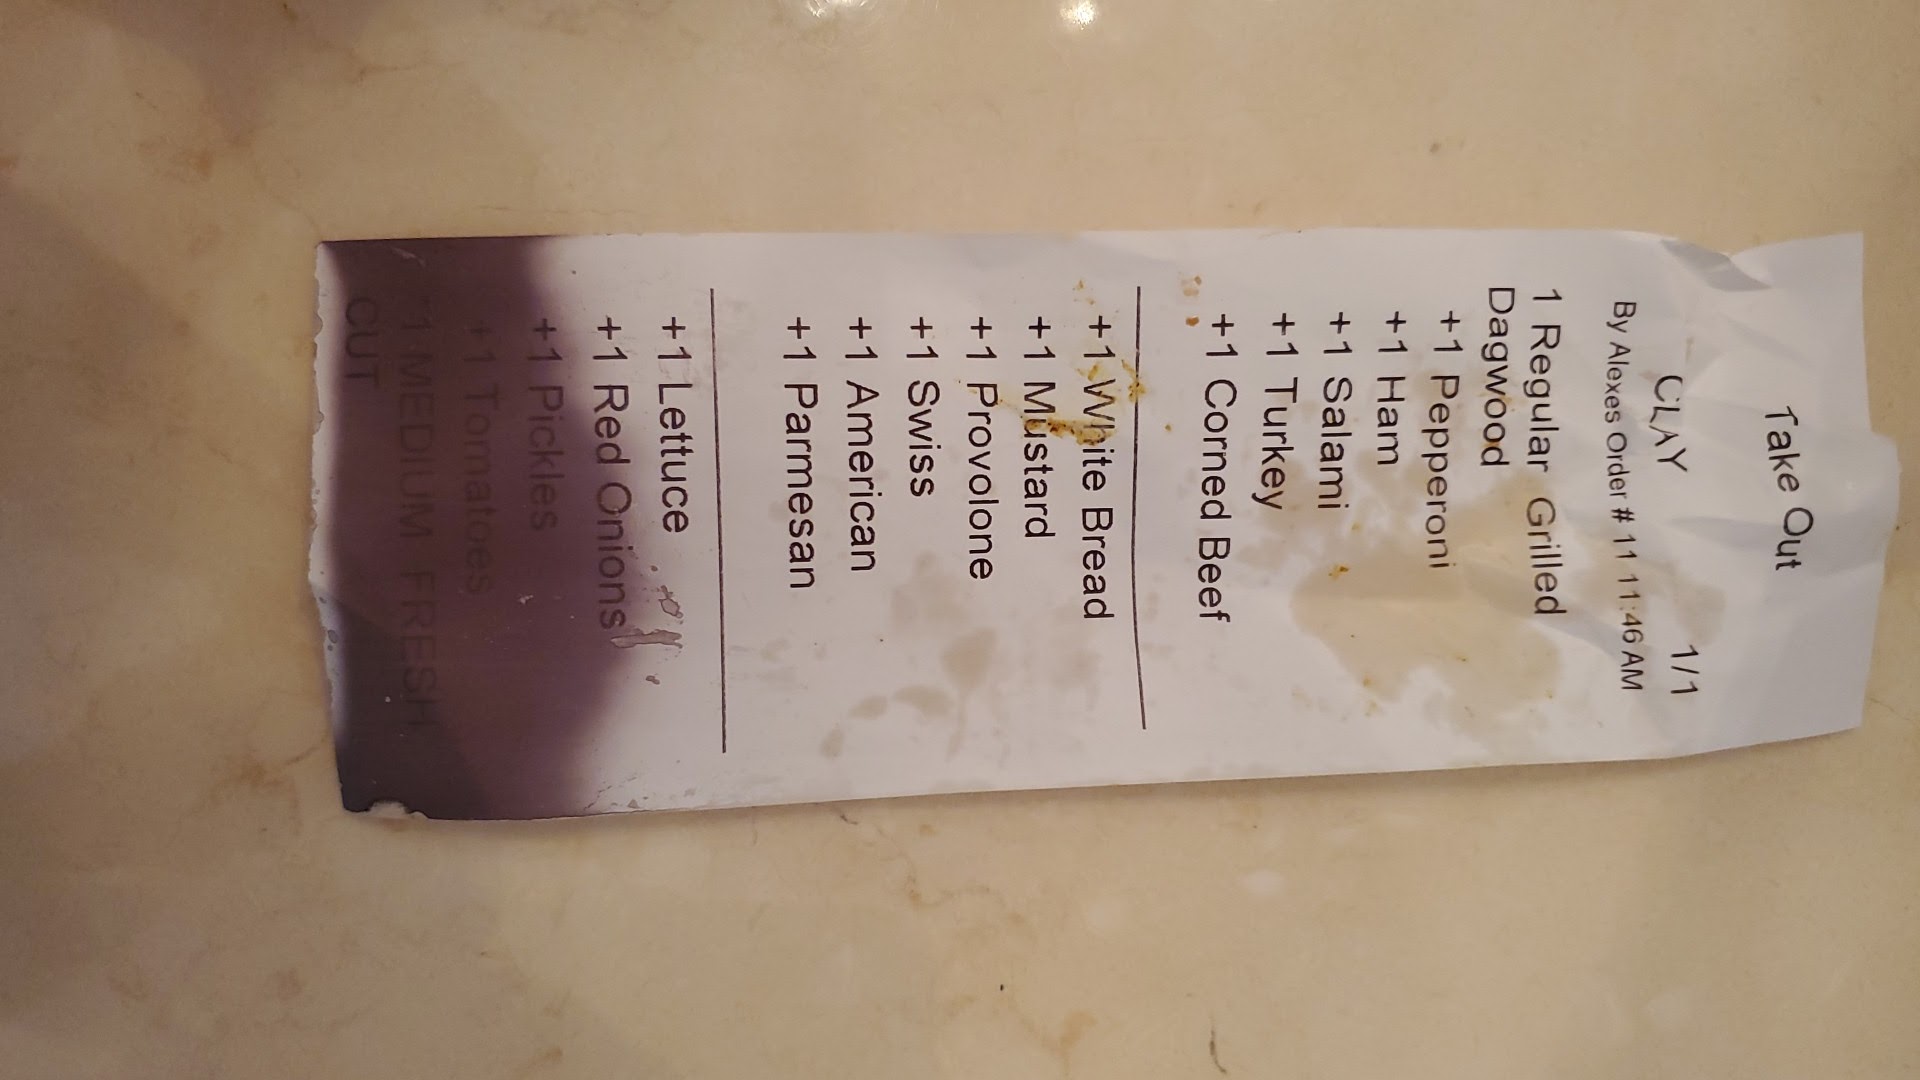 Take Out
CLAY 1/1
By Alexes Order # 11 11:46 AM
1 Regular Grilled
Dagwood
+1 Pepperoni
+1 Ham
+1 Salami
+1 Turkey
+1 Corned Beef
+1 White Bread
+1 Mustard
+1 Provolone
+1 Swiss
+1 American
+1 Parmesan
+1 Lettuce
+1 Red Onions
+1 Pickles
+1 Tomatoes
*1 MEDIUM FRESH
CUT